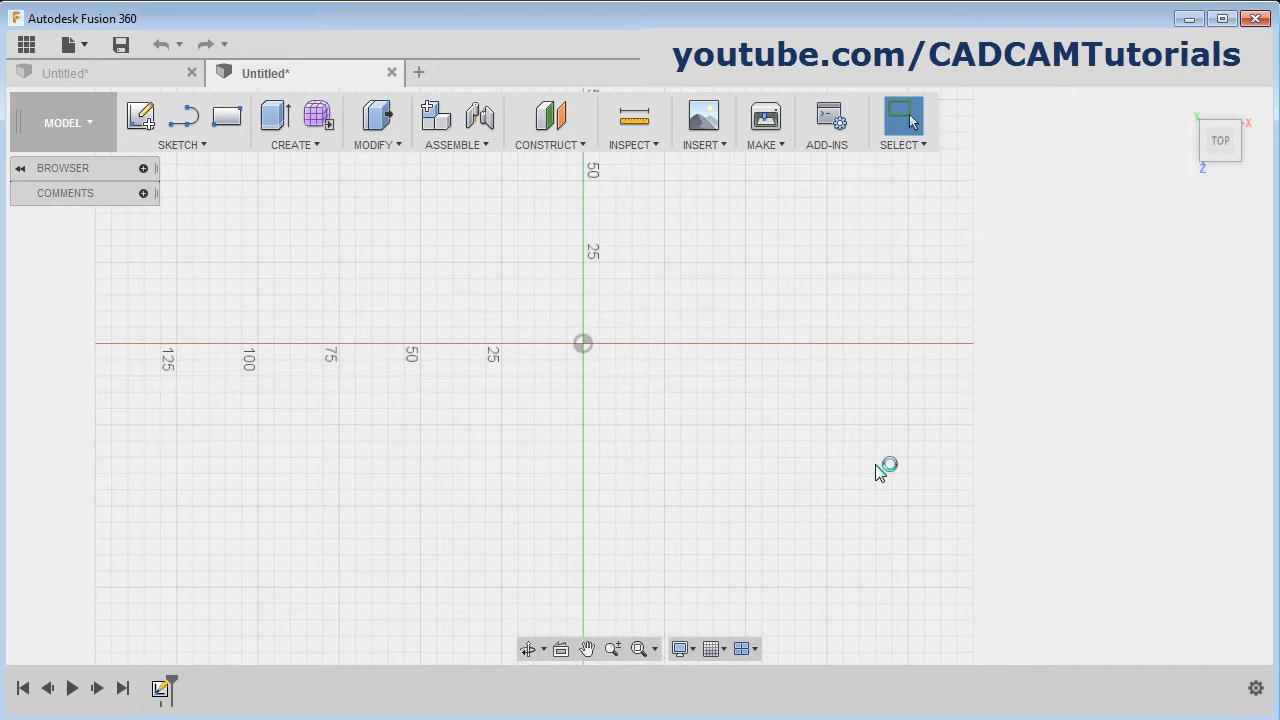 Autodesk Fusion 360
youtube.com/CADCAMTutorials
Untitled*
Untitled*
MODEL
SKETCH
CREATE
MODIFY
ASSEMBLE
CONSTRUCT
INSPECT
INSERT
MAKE
ADD-INS
SELECT
BROWSER
COMMENTS
Y
X
TOP
Z
50
25
125
100
75
50
25